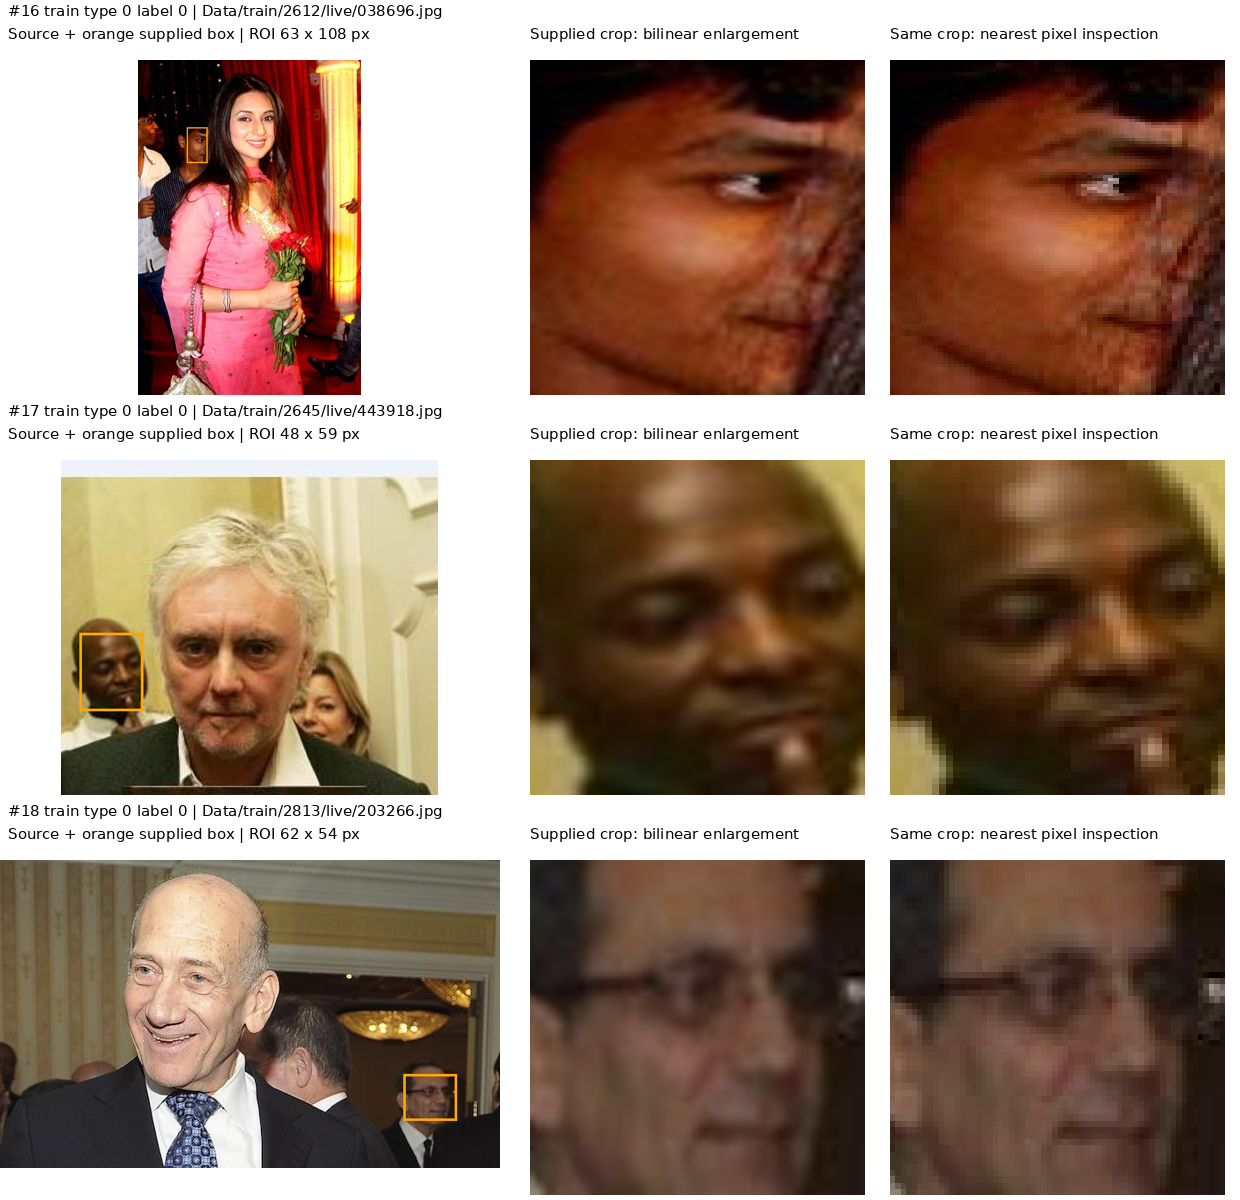 #16 train type 0 label 0 | Data/train/2612/live/038696.jpg
Source + orange supplied box | ROI 63 x 108 px
Supplied crop: bilinear enlargement
Same crop: nearest pixel inspection
#17 train type 0 label 0 | Data/train/2645/live/443918.jpg
Source + orange supplied box | ROI 48 x 59 px
Supplied crop: bilinear enlargement
Same crop: nearest pixel inspection
#18 train type 0 label 0 | Data/train/2813/live/203266.jpg
Source + orange supplied box | ROI 62 x 54 px
Supplied crop: bilinear enlargement
Same crop: nearest pixel inspection